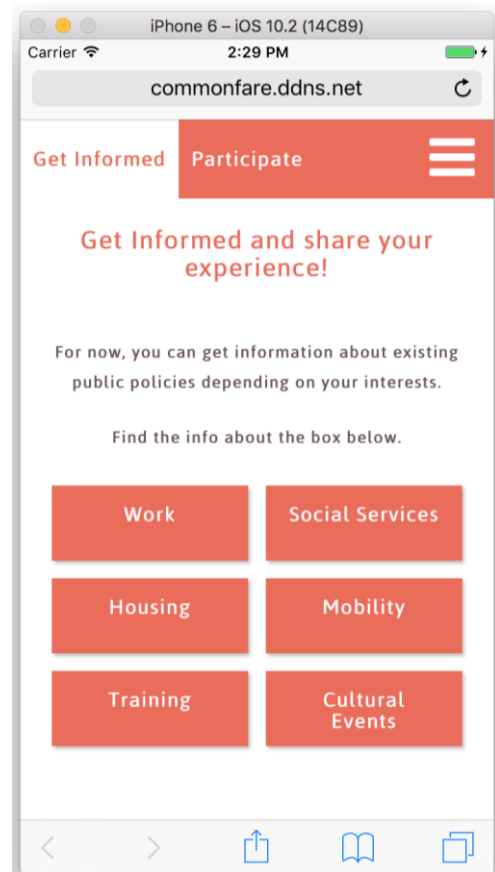 iPhone 6 – iOS 10.2 (14C89)
Carrier 2:29 PM
commonfare.ddns.net
Get Informed Participate
Get Informed and share your
experience!
For now, you can get information about existing
public policies depending on your interests.
Find the info about the box below.
Work Social Services
Housing Mobility
Training Cultural
Events